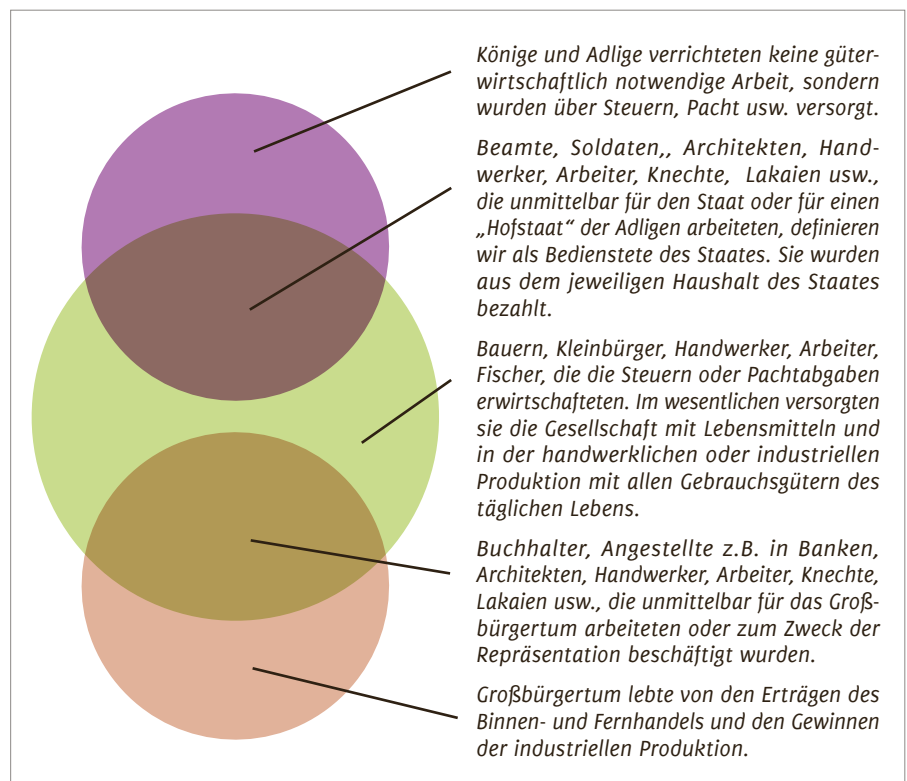 Könige und Adlige verrichteten keine güter-
wirtschaftlich notwendige Arbeit, sondern
wurden über Steuern, Pacht usw. versorgt.
Beamte, Soldaten,, Architekten, Hand-
werker, Arbeiter, Knechte, Lakaien usw.,
die unmittelbar für den Staat oder für einen
„Hofstaat“ der Adligen arbeiteten, definieren
wir als Bedienstete des Staates. Sie wurden
aus dem jeweiligen Haushalt des Staates
bezahlt.
Bauern, Kleinbürger, Handwerker, Arbeiter,
Fischer, die die Steuern oder Pachtabgaben
erwirtschafteten. Im wesentlichen versorgten
sie die Gesellschaft mit Lebensmitteln und
in der handwerklichen oder industriellen
Produktion mit allen Gebrauchsgütern des
täglichen Lebens.
Buchhalter, Angestellte z.B. in Banken,
Architekten, Handwerker, Arbeiter, Knechte,
Lakaien usw., die unmittelbar für das Groß-
bürgertum arbeiteten oder zum Zweck der
Repräsentation beschäftigt wurden.
Großbürgertum lebte von den Erträgen des
Binnen- und Fernhandels und den Gewinnen
der industriellen Produktion.